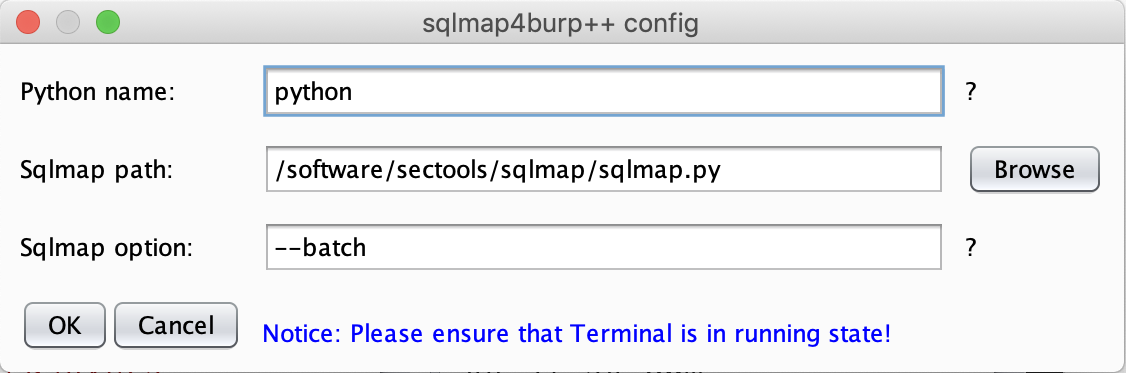 sqlmap4burp++ config
Python name: python ?
Sqlmap path: /software/sectools/sqlmap/sqlmap.py Browse
Sqlmap option: --batch ?
OK Cancel Notice: Please ensure that Terminal is in running state!